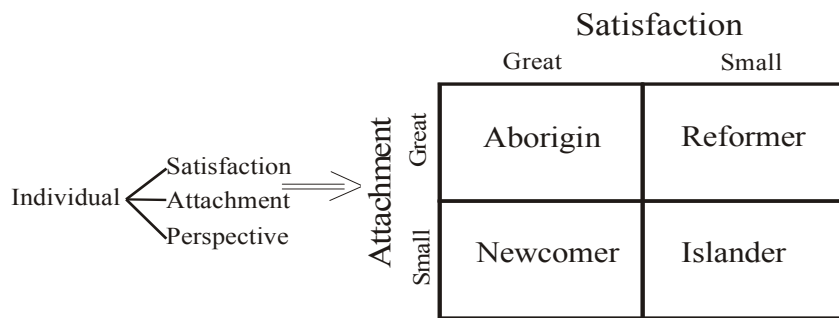 Individual
Satisfaction
Attachment
Perspective
Satisfaction
Great Small
Attachment
Great
Aborigin Reformer
Small
Newcomer Islander